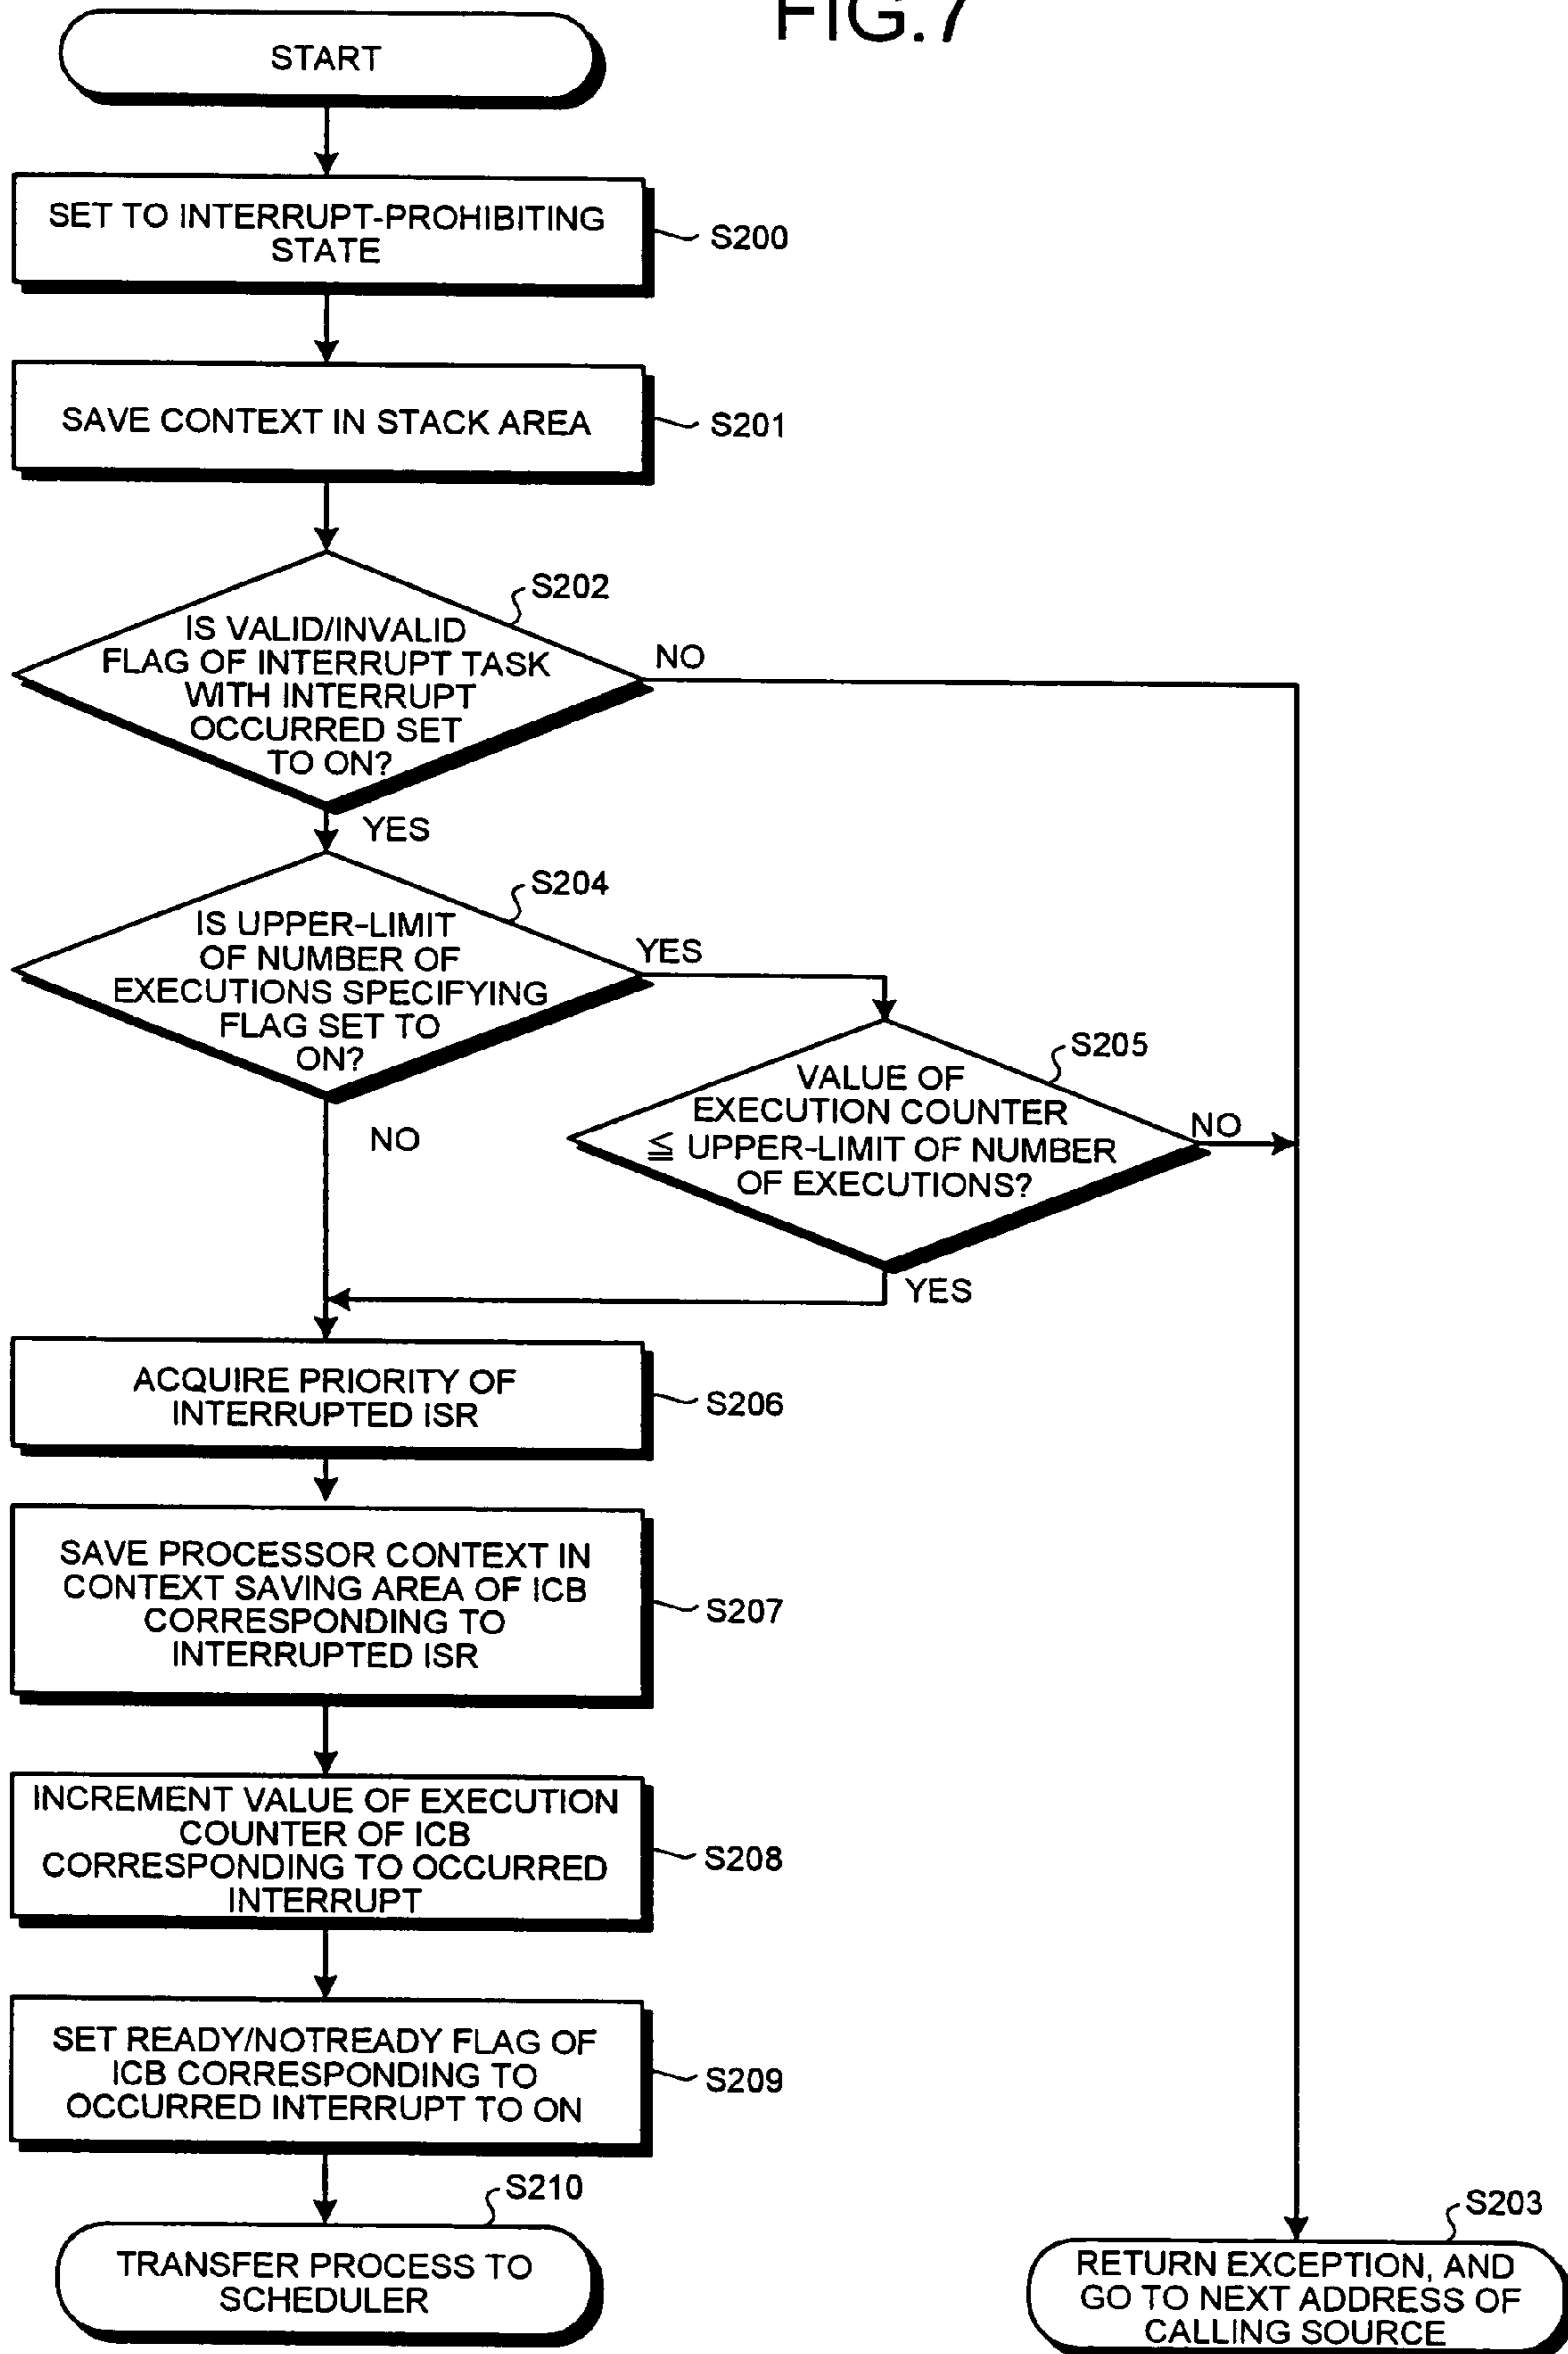 FIG.7
START
SET TO INTERRUPT-PROHIBITING
STATE
S200
SAVE CONTEXT IN STACK AREA
S201
S202
IS VALID/INVALID
FLAG OF INTERRUPT TASK
WITH INTERRUPT
OCCURRED SET
TO ON?
NO
YES
S204
IS UPPER-LIMIT
OF NUMBER OF
EXECUTIONS SPECIFYING
FLAG SET TO
ON?
YES
NO
S205
VALUE OF
EXECUTION COUNTER
≦ UPPER-LIMIT OF NUMBER
OF EXECUTIONS?
NO
YES
ACQUIRE PRIORITY OF
INTERRUPTED ISR
S206
SAVE PROCESSOR CONTEXT IN
CONTEXT SAVING AREA OF ICB
CORRESPONDING TO
INTERRUPTED ISR
S207
INCREMENT VALUE OF EXECUTION
COUNTER OF ICB
CORRESPONDING TO OCCURRED
INTERRUPT
S208
SET READY/NOTREADY FLAG OF
ICB CORRESPONDING TO
OCCURRED INTERRUPT TO ON
S209
S210
TRANSFER PROCESS TO
SCHEDULER
S203
RETURN EXCEPTION, AND
GO TO NEXT ADDRESS OF
CALLING SOURCE